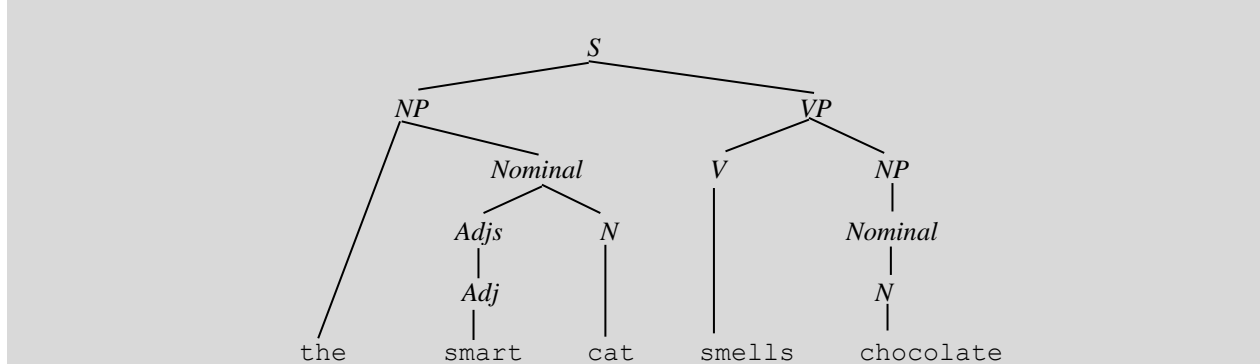 S
NP VP
Nominal V NP
Adjs N Nominal
Adj N
the smart cat smells chocolate